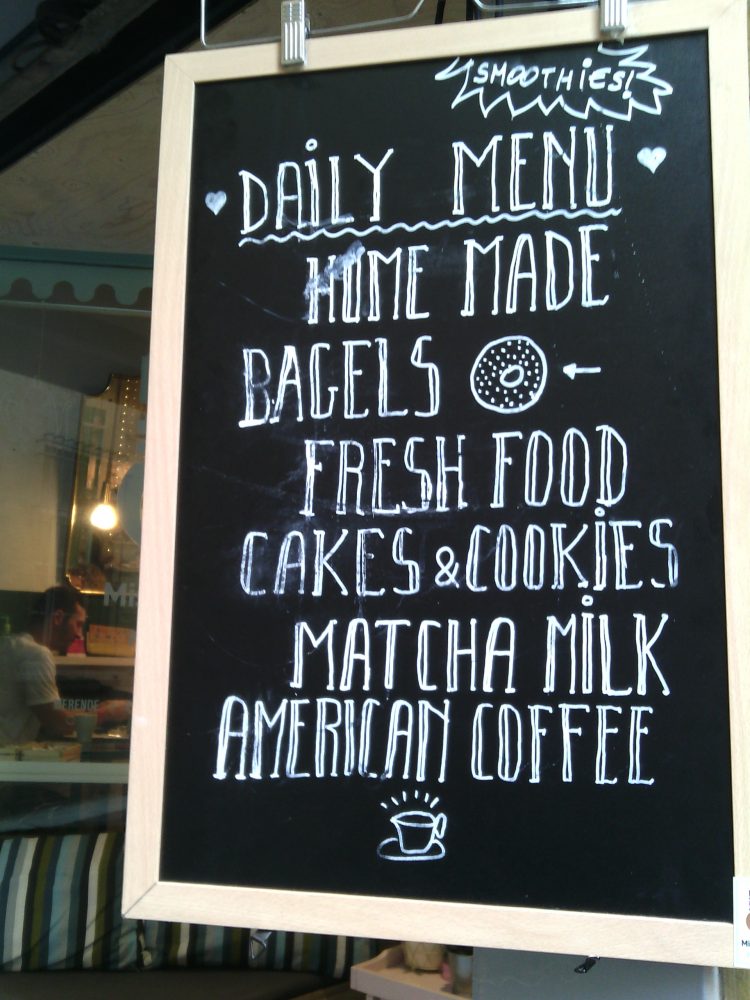 SMOOTHiES!
DAiLY MENU
HOME MADE
BAGELS
FRESH FOOD
CAKES & COOKiES
MATCHA MiLK
AMERICAN COFFEE